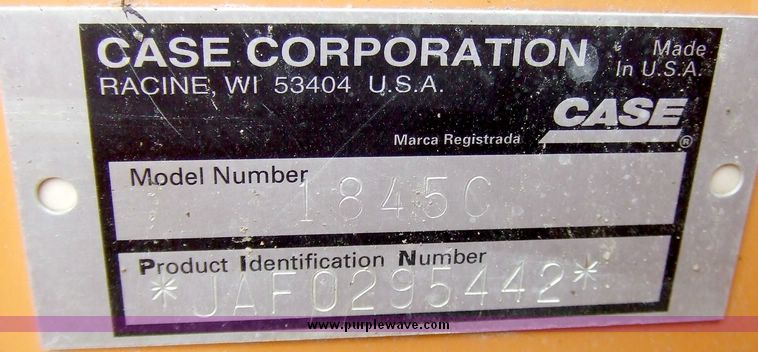 CASE CORPORATION
RACINE, WI 53404 U.S.A.
Made
In U.S.A.
CASE
Marca Registrada
®
Model Number
1845C
Product Identification Number
*JAF0295442*
www.purplewave.com